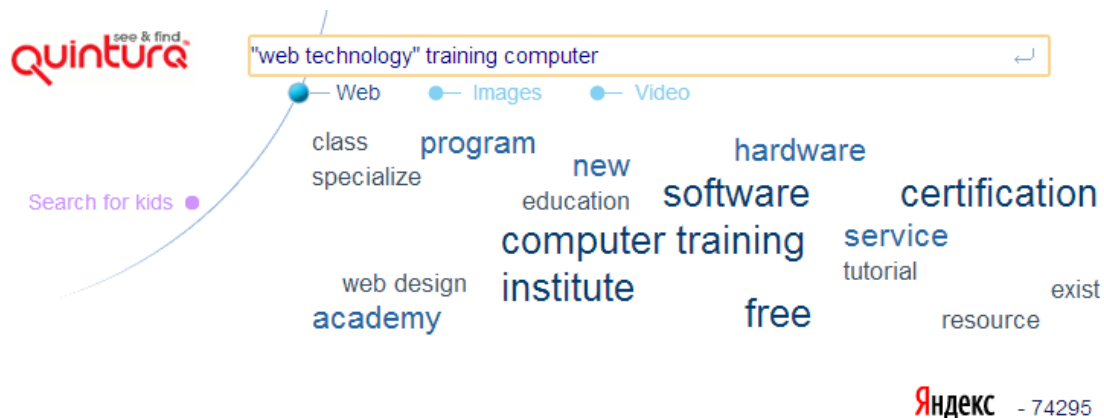 see & find
quintura
"web technology" training computer
Web Images Video
class program new hardware
specialize education software certification
Search for kids
computer training service
web design institute tutorial exist
academy free resource
Яндекс - 74295